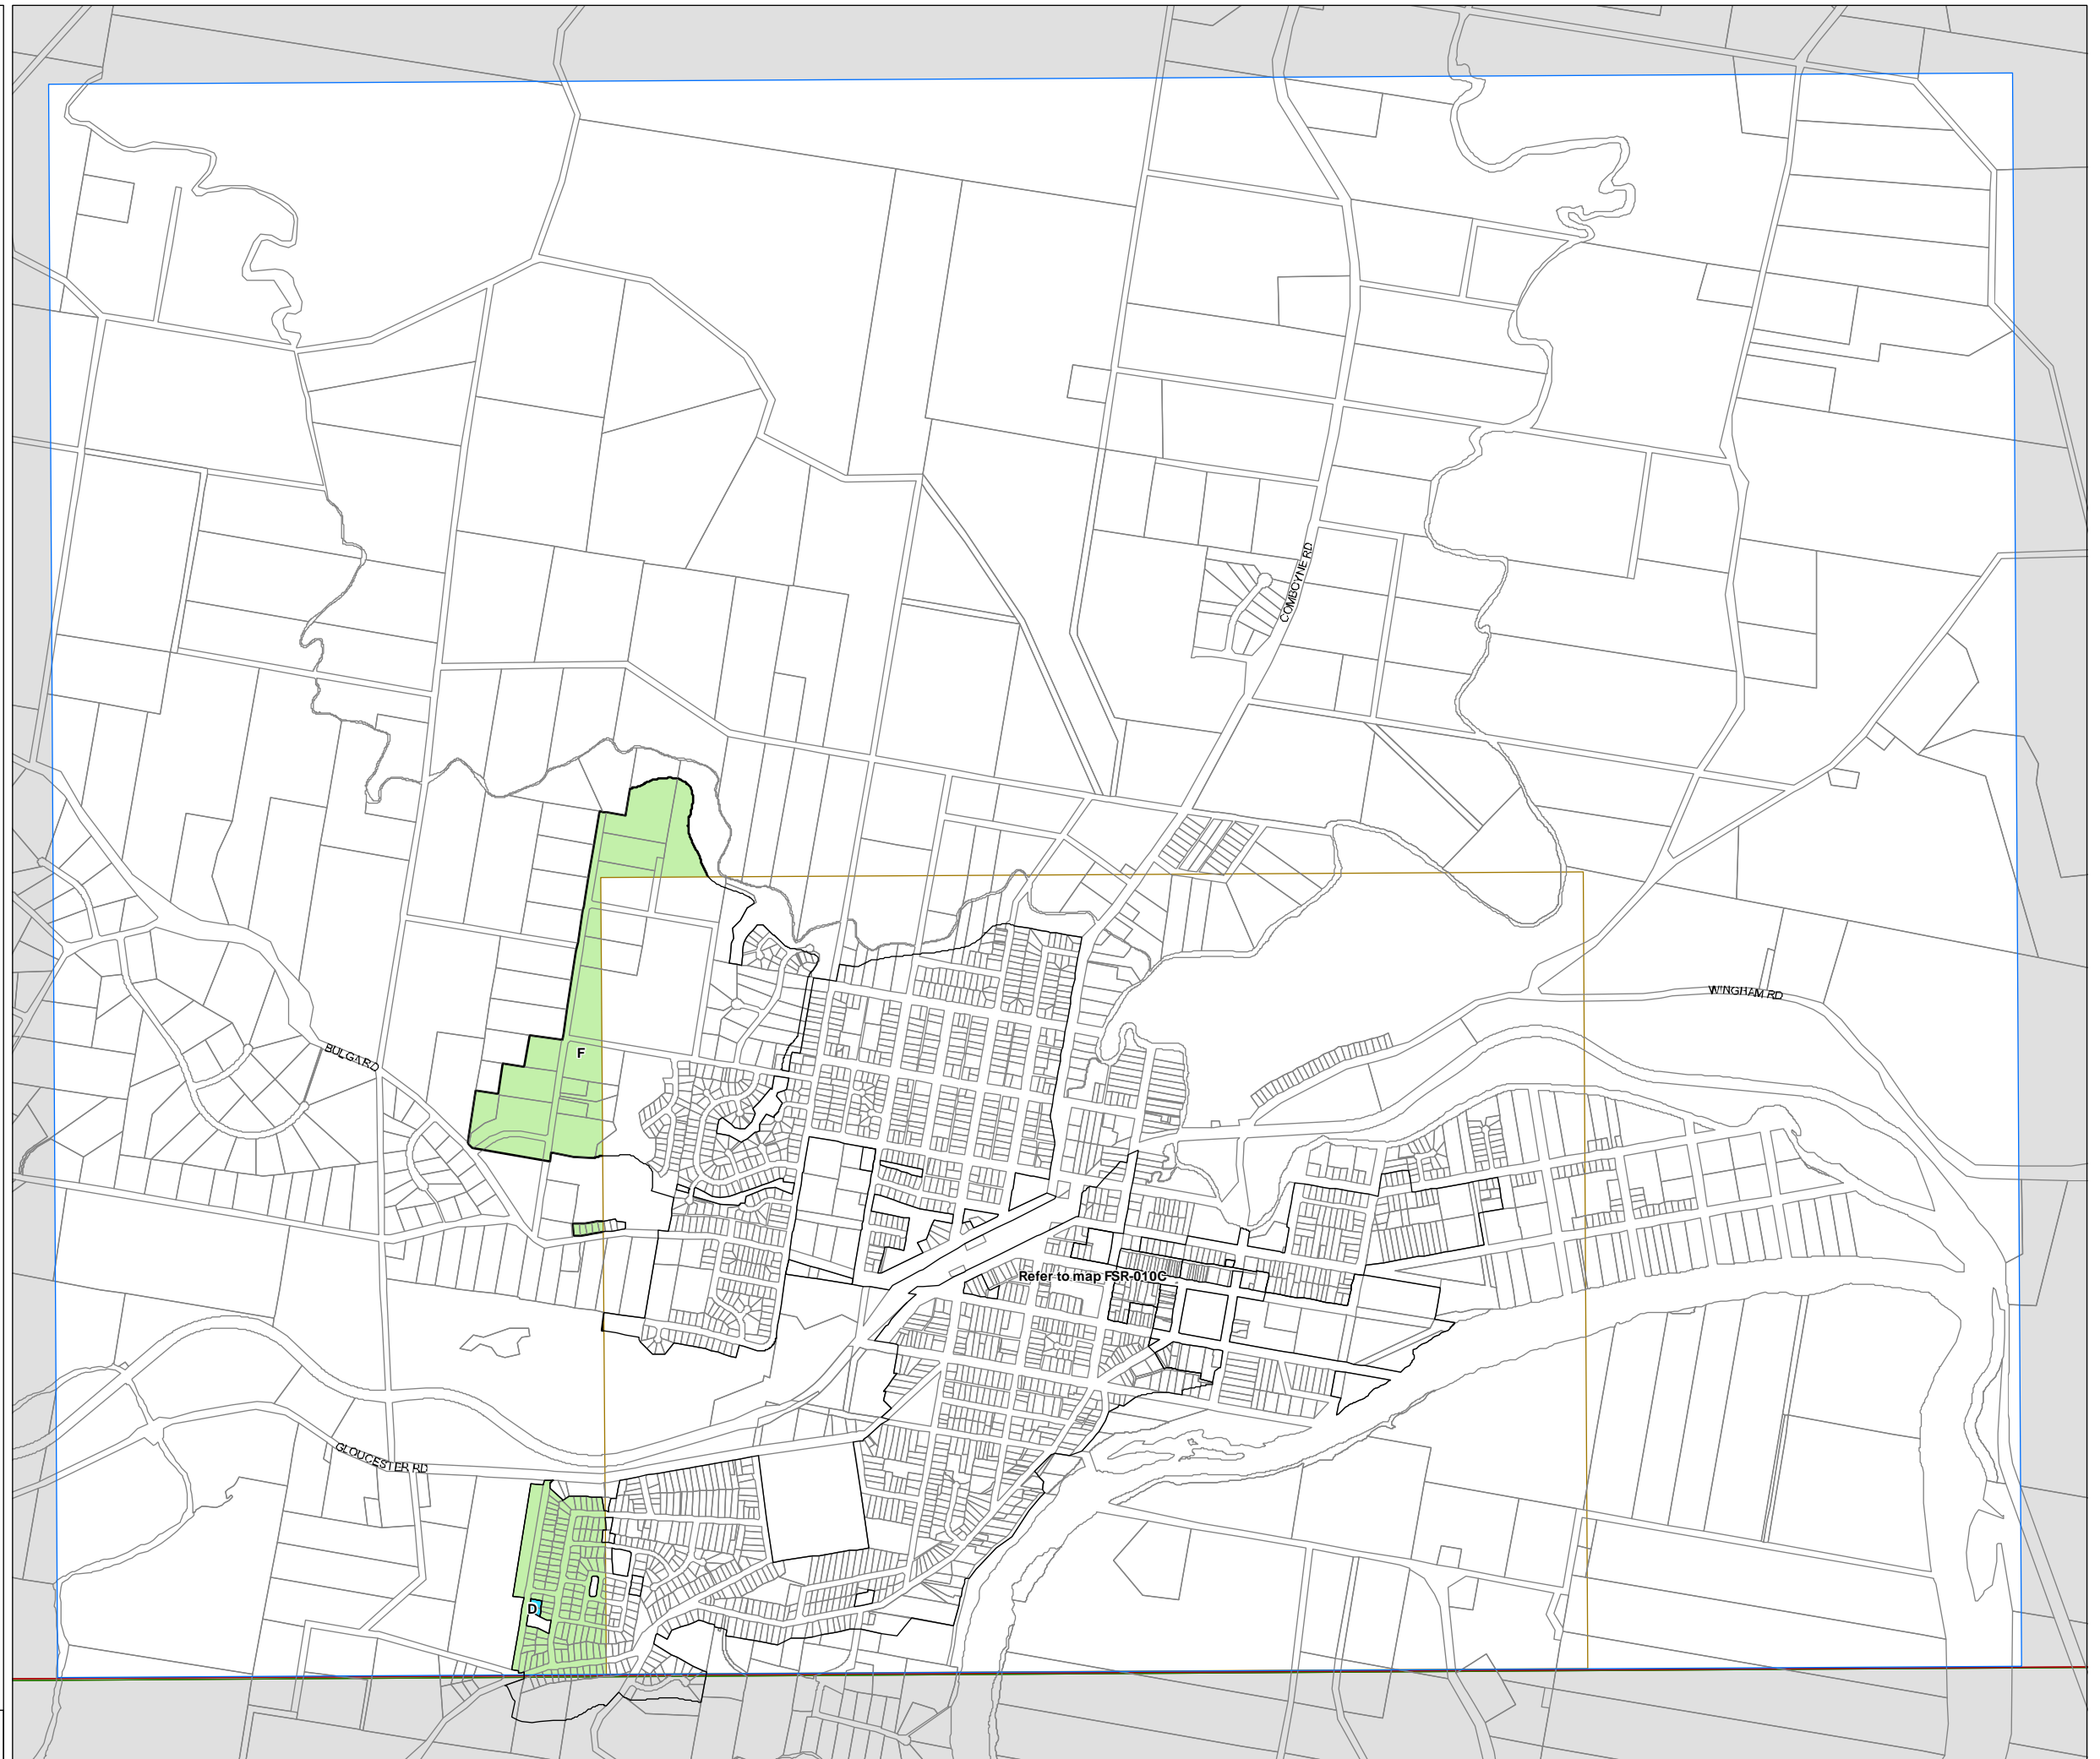 COMBOYNE RD
WINGHAM RD
F
BULGA RD
Refer to map FSR-010C
GLOUCESTER RD
D